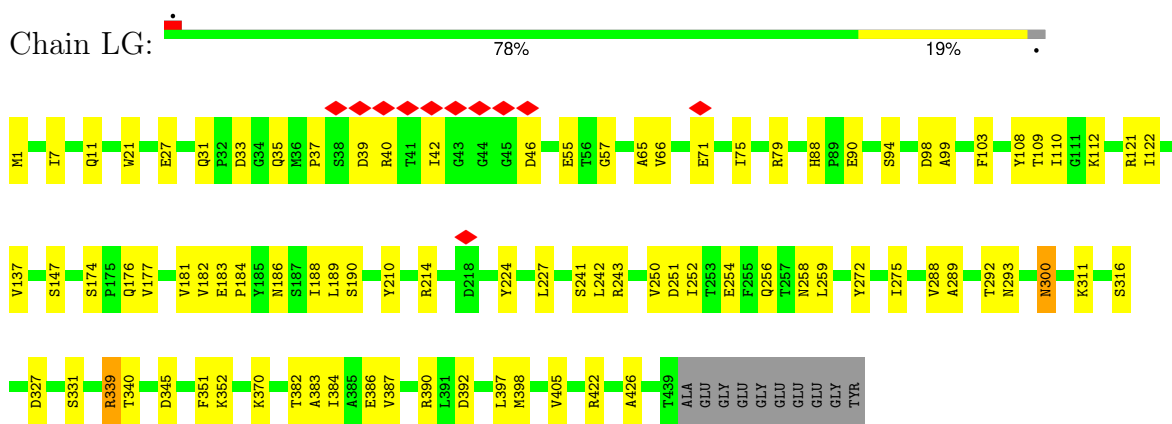 Chain LG:
78% 19%
M1 I7 Q11 W21 E27 Q31 P32 D33 G34 Q35 M36 P37 S38 D39 R40 T41 I42 G43 G44 G45 D46 E55 T56 G57 A65 V66 E71 I75 R79 H88 P89 E90 S94 D98 A99 F103 Y108 T109 I110 G111 K112 R121 I122
V137 S147 S174 P175 Q176 V177 V181 V182 E183 P184 Y185 N186 S187 I188 L189 S190 Y210 R214 D218 Y224 L227 S241 L242 R243 V250 D251 I252 T253 E254 F255 Q256 T257 N258 L259 Y272 I275 V288 A289 T292 N293 N300 K311 S316
D327 S331 R339 T340 D345 F351 K352 K370 T382 A383 I384 A385 E386 V387 R390 L391 D392 L397 M398 V405 R422 A426 T439 ALA GLU GLY GLU GLU GLY GLU GLU GLU GLY TYR